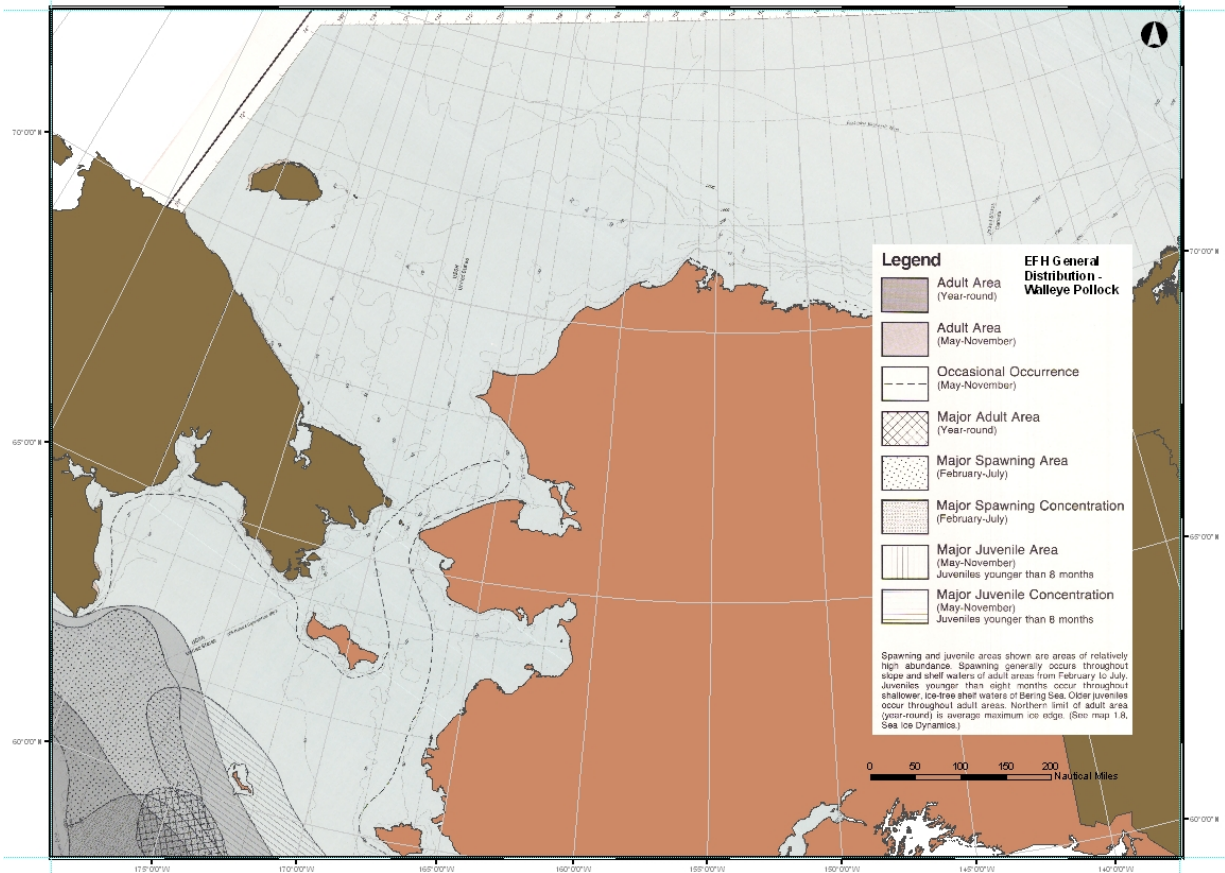 Legend
EFH General
Distribution -
Walleye Pollock
Adult Area
(Year-round)
Adult Area
(May-November)
Occasional Occurrence
(May-November)
Major Adult Area
(Year-round)
Major Spawning Area
(February-July)
Major Spawning Concentration
(February-July)
Major Juvenile Area
(May-November)
Juveniles younger than 8 months
Major Juvenile Concentration
(May-November)
Juveniles younger than 8 months
Spawning and juvenile areas shown are areas of relatively
high abundance. Spawning generally occurs throughout
slope and shelf waters of adult areas from February to July.
Juveniles younger than eight months occur throughout
shallower, ice-free shelf waters of Bering Sea. Older juveniles
occur throughout adult areas. Northern limit of adult area
(year-round) is average maximum ice edge. (See map 1.8,
Sea Ice Dynamics.)
0 50 100 150 200
Nautical Miles
70°0'0"N
65°0'0"N
60°0'0"N
70°0'0"N
65°0'0"N
60°0'0"N
175°0'0"W 170°0'0"W 165°0'0"W 160°0'0"W 155°0'0"W 150°0'0"W 145°0'0"W 140°0'0"W
United States
United States